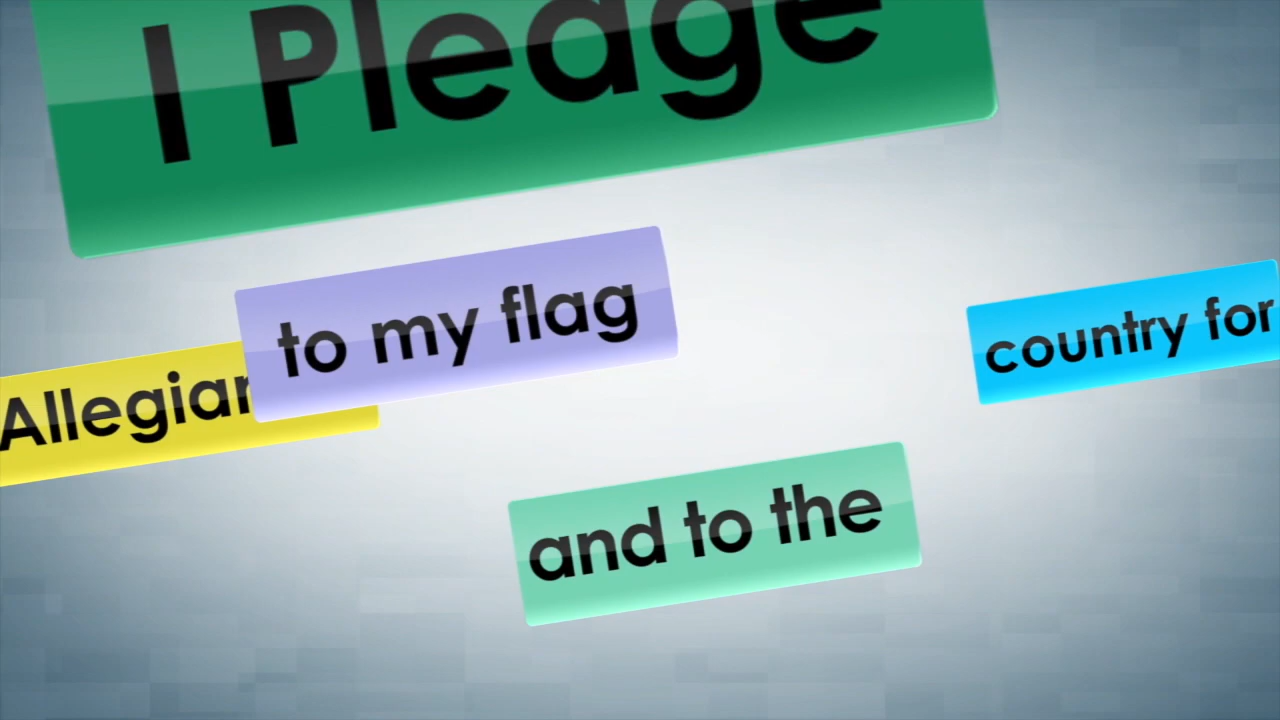 I Pledge
Allegian
to my flag
and to the
country for